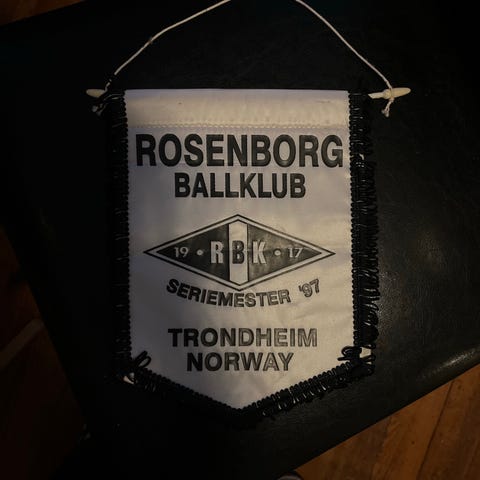 ROSENBORG
BALLKLUB
19 · RBK · 17
SERIEMESTER '97
TRONDHEIM
NORWAY